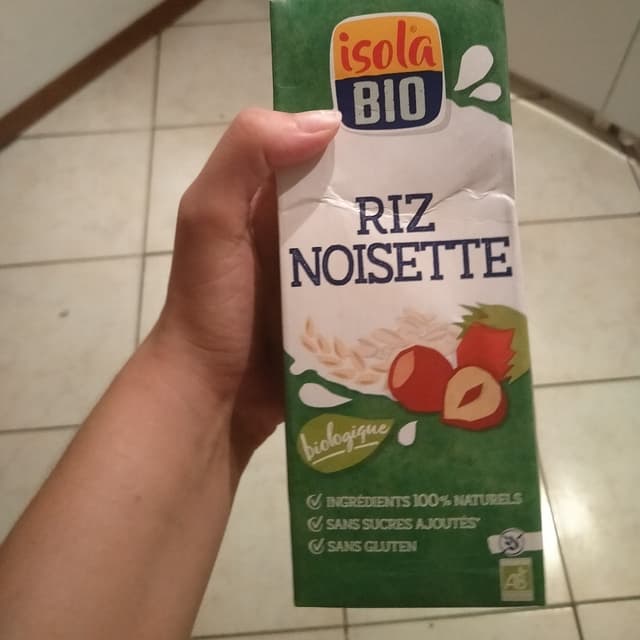 isola
BIO
RIZ
NOISETTE
biologique
INGRÉDIENTS 100% NATURELS
SANS SUCRES AJOUTÉS*
SANS GLUTEN
AB